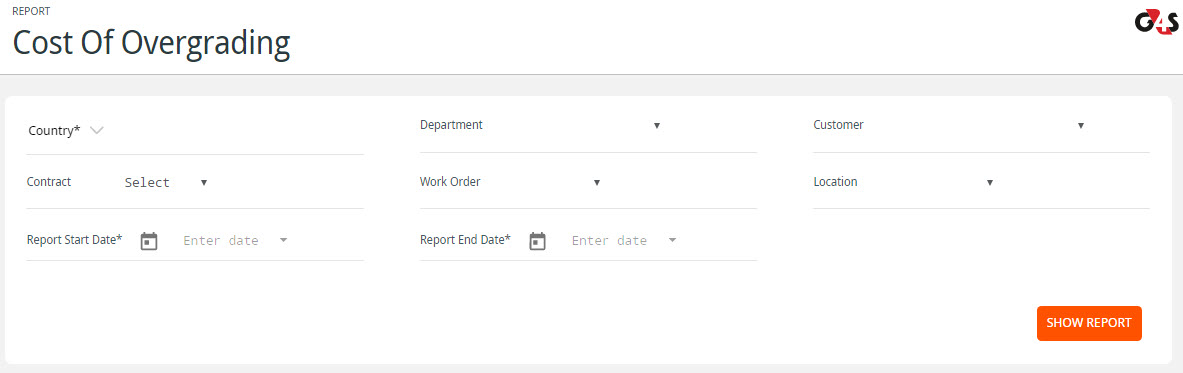 REPORT
G4S
Cost Of Overgrading
Country*
Department
Customer
Contract Select
Work Order
Location
Report Start Date* Enter date
Report End Date* Enter date
SHOW REPORT